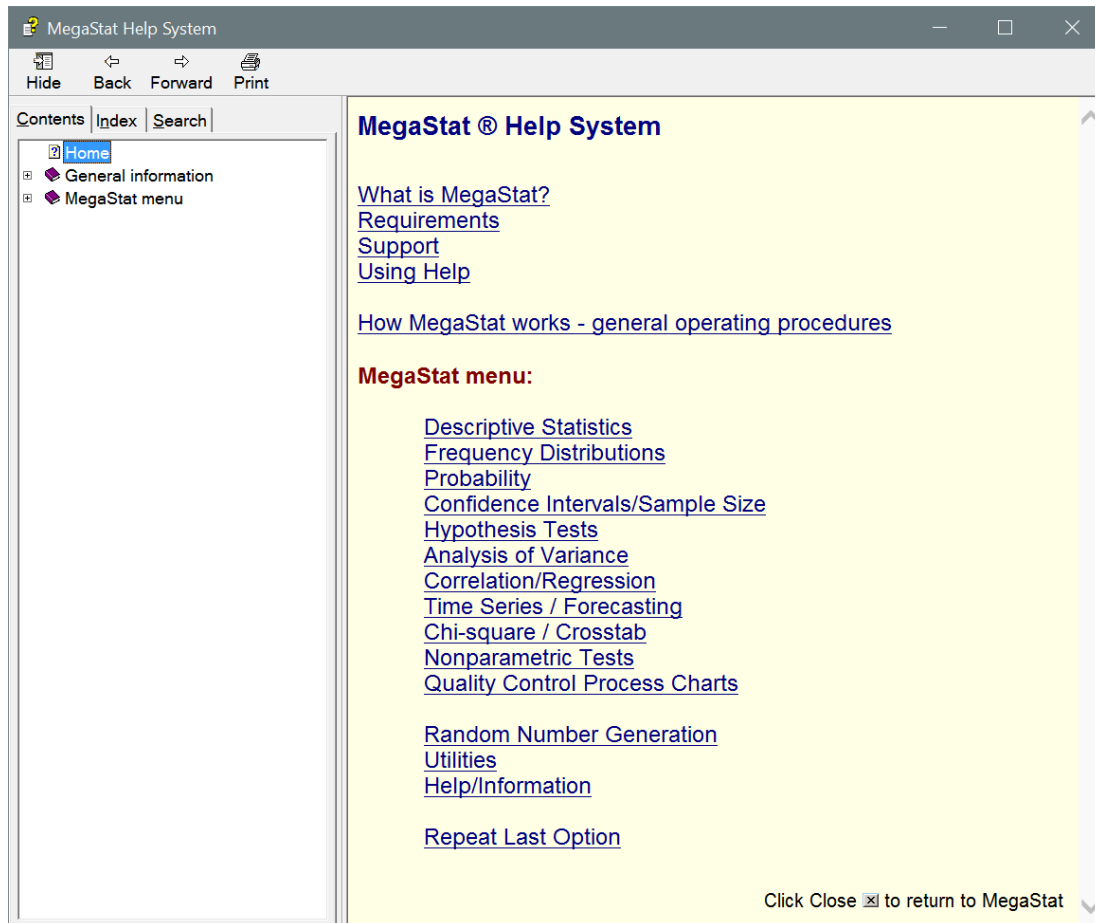 MegaStat Help System
Hide Back Forward Print
Contents Index Search
Home
General information
MegaStat menu
MegaStat ® Help System
What is MegaStat?
Requirements
Support
Using Help
How MegaStat works - general operating procedures
MegaStat menu:
Descriptive Statistics
Frequency Distributions
Probability
Confidence Intervals/Sample Size
Hypothesis Tests
Analysis of Variance
Correlation/Regression
Time Series / Forecasting
Chi-square / Crosstab
Nonparametric Tests
Quality Control Process Charts
Random Number Generation
Utilities
Help/Information
Repeat Last Option
Click Close to return to MegaStat